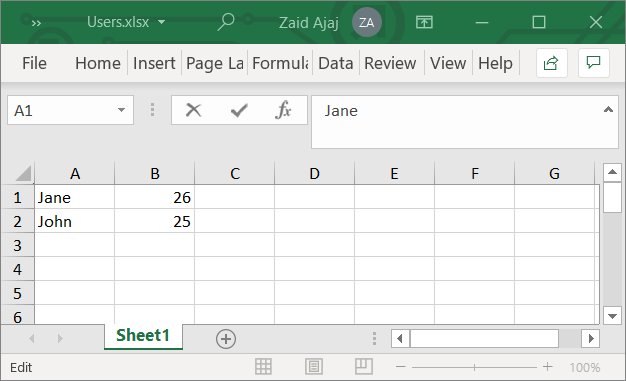 » Users.xlsx Zaid Ajaj ZA
File Home Insert Page La Formula Data Review View Help
A1 fx Jane
A B C D E F G
1 Jane 26
2 John 25
3
4
5
6
Sheet1
Edit 100%